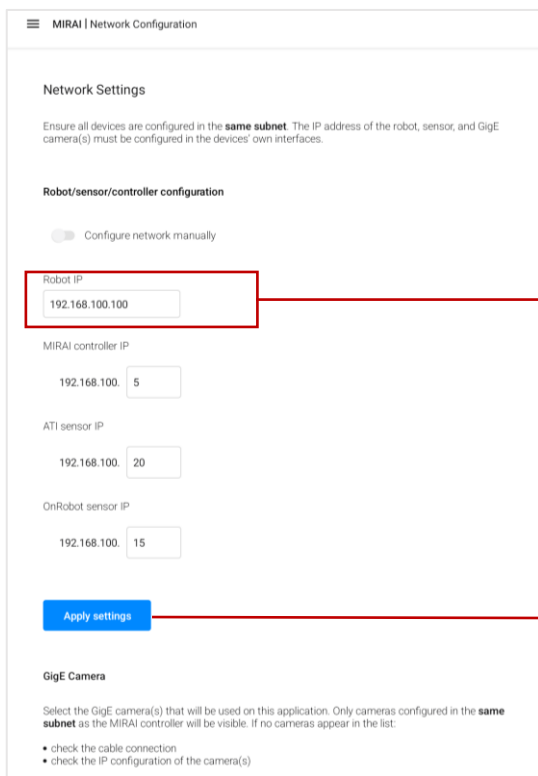 MIRAI | Network Configuration
Network Settings
Ensure all devices are configured in the same subnet. The IP address of the robot, sensor, and GigE
camera(s) must be configured in the devices' own interfaces.
Robot/sensor/controller configuration
Configure network manually
Robot IP
192.168.100.100
MIRAI controller IP
192.168.100. 5
ATI sensor IP
192.168.100. 20
OnRobot sensor IP
192.168.100. 15
Apply settings
GigE Camera
Select the GigE camera(s) that will be used on this application. Only cameras configured in the same
subnet as the MIRAI controller will be visible. If no cameras appear in the list:
• check the cable connection
• check the IP configuration of the camera(s)